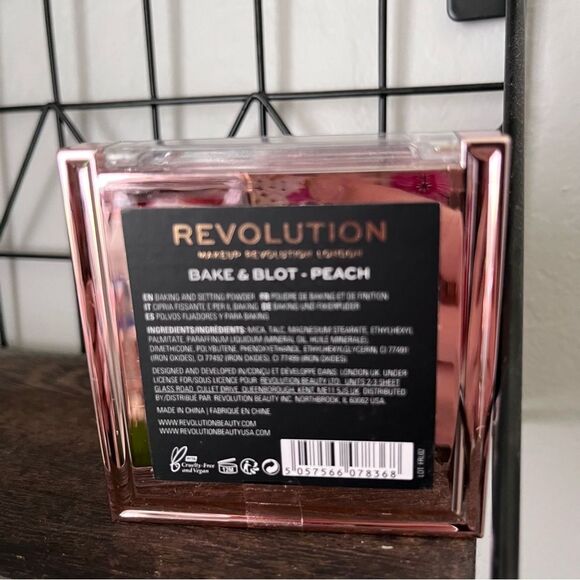 REVOLUTION
MAKEUP REVOLUTION LONDON
BAKE & BLOT - PEACH
EN BAKING AND SETTING POWDER FR POUDRE DE BAKING ET DE FINITION
IT CIPRIA FISSANTE E PER IL BAKING DE BAKING UND FIXIERPUDER
ES POLVOS FIJADORES Y PARA BAKING
INGREDIENTS/INGRÉDIENTS: MICA, TALC, MAGNESIUM STEARATE, ETHYLHEXYL
PALMITATE, PARAFFINUM LIQUIDUM (MINERAL OIL, HUILE MINERALE),
DIMETHICONE, POLYBUTENE, PHENOXYETHANOL, ETHYLHEXYLGLYCERIN, CI 77491
(IRON OXIDES), CI 77492 (IRON OXIDES), CI 77499 (IRON OXIDES).
DESIGNED AND DEVELOPED IN/CONÇU ET DÉVELOPPÉ DANS: LONDON UK. UNDER
LICENSE FOR/SOUS LICENCE POUR: REVOLUTION BEAUTY LTD. UNITS 2-3 SHEET
GLASS ROAD, CULLET DRIVE, QUEENBOROUGH, KENT, ME11 5JS UK. DISTRIBUTED
BY/DISTRIBUÉ PAR: REVOLUTION BEAUTY INC. NORTHBROOK, IL 60062 USA.
MADE IN CHINA | FABRIQUÉ EN CHINE
WWW.REVOLUTIONBEAUTY.COM
WWW.REVOLUTIONBEAUTYUSA.COM
Cruelty-Free
and Vegan
12M
5 057566 078368